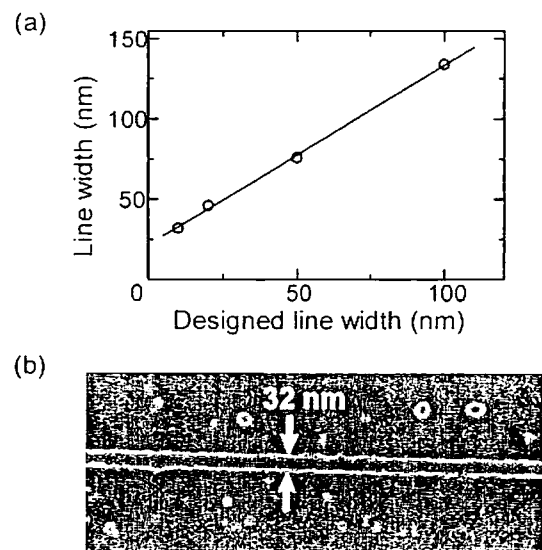 (a)
150
100
50
0
50
100
Line width (nm)
Designed line width (nm)
(b)
32 nm